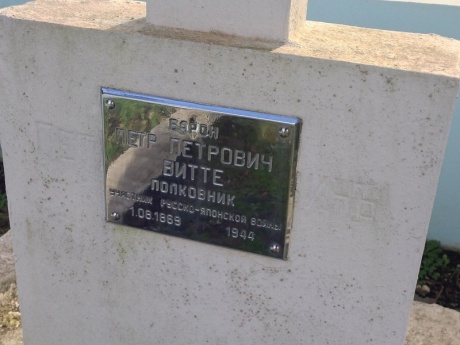 БАРОН
ПЕТР ПЕТРОВИЧ
ВИТТЕ
ПОЛКОВНИК
УЧАСТНИК РУССКО-ЯПОНСКОЙ ВОЙНЫ
1.08.1869 1944